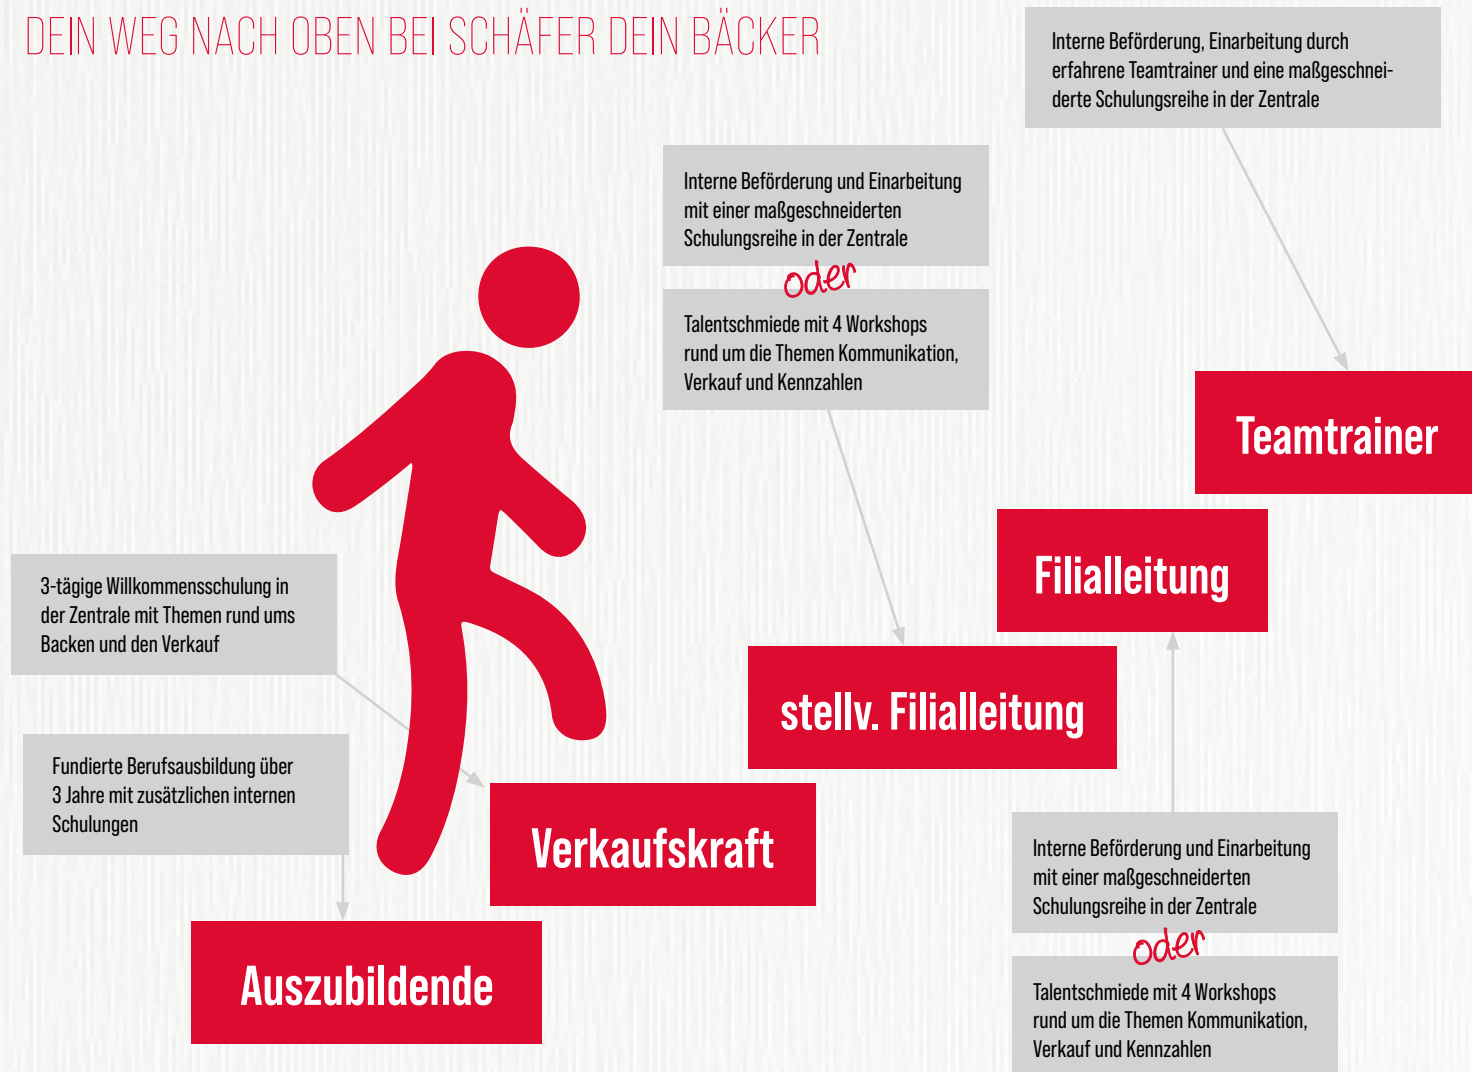 DEIN WEG NACH OBEN BEI SCHÄFER DEIN BÄCKER
Interne Beförderung, Einarbeitung durch
erfahrene Teamtrainer und eine maßgeschnei-
derte Schulungsreihe in der Zentrale
Interne Beförderung und Einarbeitung
mit einer maßgeschneiderten
Schulungsreihe in der Zentrale
oder
Talentschmiede mit 4 Workshops
rund um die Themen Kommunikation,
Verkauf und Kennzahlen
Teamtrainer
Filialleitung
3-tägige Willkommensschulung in
der Zentrale mit Themen rund ums
Backen und den Verkauf
stellv. Filialleitung
Fundierte Berufsausbildung über
3 Jahre mit zusätzlichen internen
Schulungen
Verkaufskraft
Interne Beförderung und Einarbeitung
mit einer maßgeschneiderten
Schulungsreihe in der Zentrale
oder
Talentschmiede mit 4 Workshops
rund um die Themen Kommunikation,
Verkauf und Kennzahlen
Auszubildende